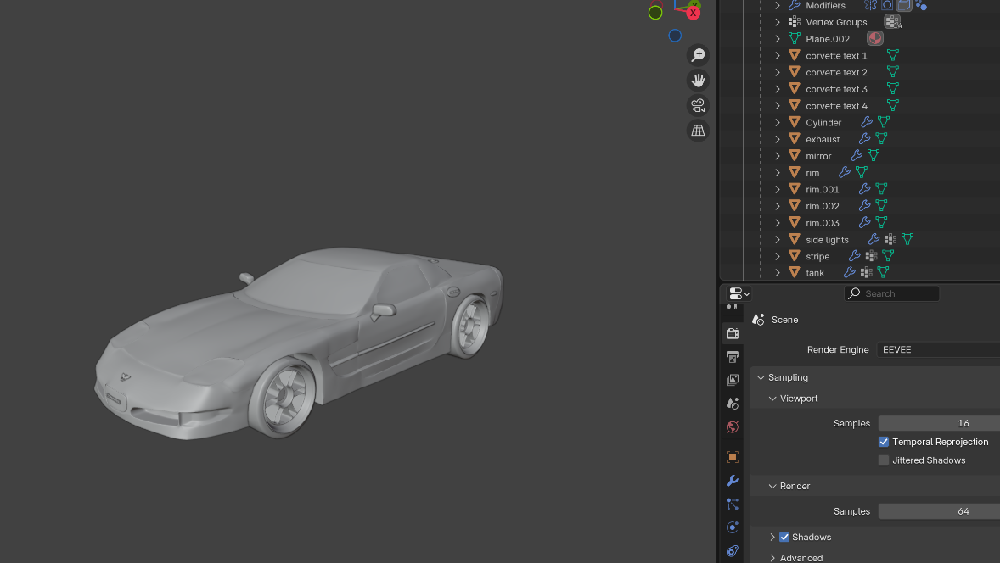 Modifiers
Vertex Groups 14
Plane.002
corvette text 1
corvette text 2
corvette text 3
corvette text 4
Cylinder
exhaust
mirror
rim
rim.001
rim.002
rim.003
side lights
stripe
tank
Search
Scene
Render Engine EEVEE
Sampling
Viewport
Samples 16
Temporal Reprojection
Jittered Shadows
Render
Samples 64
Shadows
Advanced
Y
X